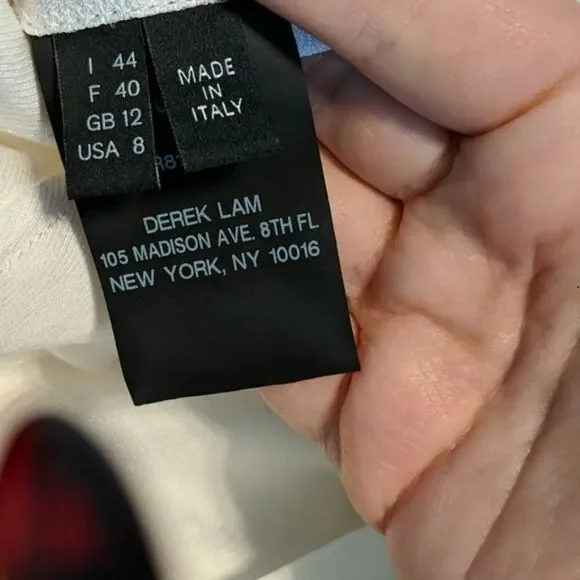 I 44
F 40
GB 12
USA 8
MADE
IN
ITALY
DEREK LAM
105 MADISON AVE. 8TH FL
NEW YORK, NY 10016